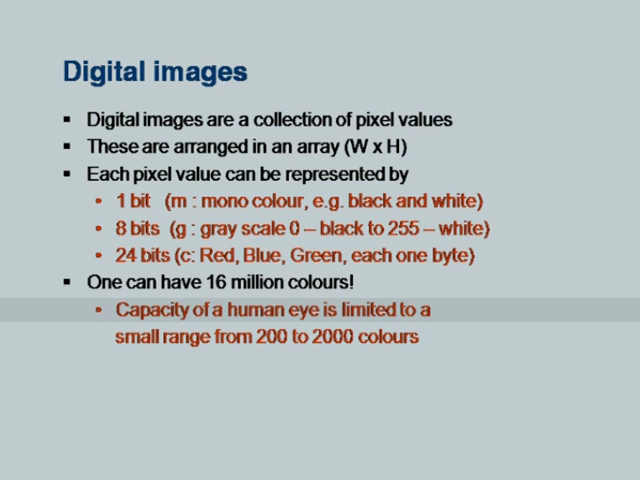 Digital images
▪ Digital images are a collection of pixel values
▪ These are arranged in an array (W x H)
▪ Each pixel value can be represented by
• 1 bit (m : mono colour, e.g. black and white)
• 8 bits (g : gray scale 0 – black to 255 – white)
• 24 bits (c: Red, Blue, Green, each one byte)
▪ One can have 16 million colours!
• Capacity of a human eye is limited to a
small range from 200 to 2000 colours